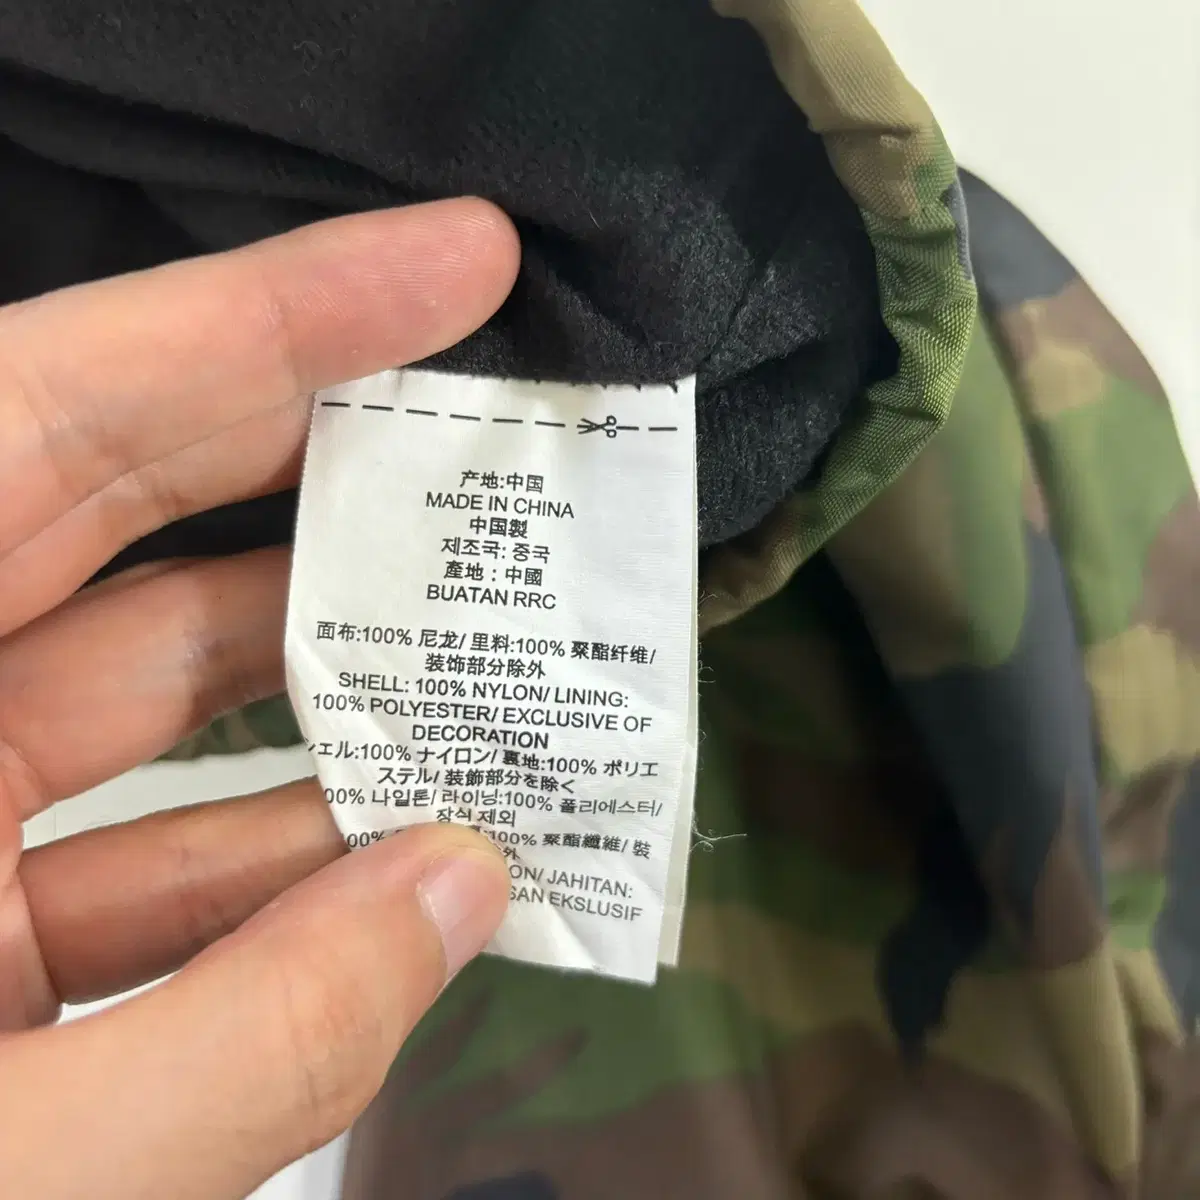 产地:中国
MADE IN CHINA
中国製
제조국: 중국
產地：中國
BUATAN RRC
面布:100% 尼龙/ 里料:100% 聚酯纤维/
装饰部分除外
SHELL: 100% NYLON/ LINING:
100% POLYESTER/ EXCLUSIVE OF
DECORATION
ェル:100% ナイロン/ 裏地:100% ポリエ
ステル/ 装飾部分を除く
00% 나일론/ 라이닝:100% 폴리에스터/
장식 제외
00% 100% 聚酯纖維/ 裝
外
ON/ JAHITAN:
SAN EKSLUSIF